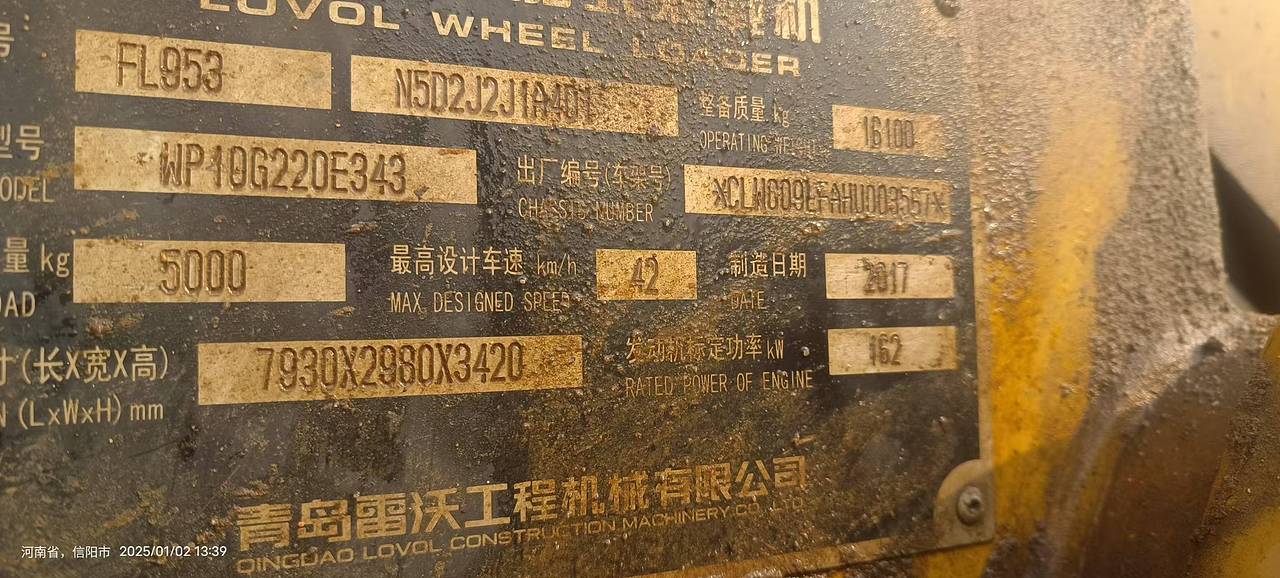 LOVOL WHEEL LOADER
号:
FL953 N5D2J2J1A401 整备质量 kg 16100
OPERATING WEIGHT
型号 WP10G220E343 出厂编号(车架号)
ODEL CHASSIS NUMBER
量 kg 5000 最高设计车速 km/h 42 制造日期 2017
OAD MAX DESIGNED SPEED DATE
寸(长X宽X高) 7930X2980X3420 发动机标定功率 kW 162
N (LxWxH) mm RATED POWER OF ENGINE
青岛雷沃工程机械有限公司
QINGDAO LOVOL CONSTRUCTION MACHINERY CO., LTD.
河南省，信阳市 2025/01/02 13:39